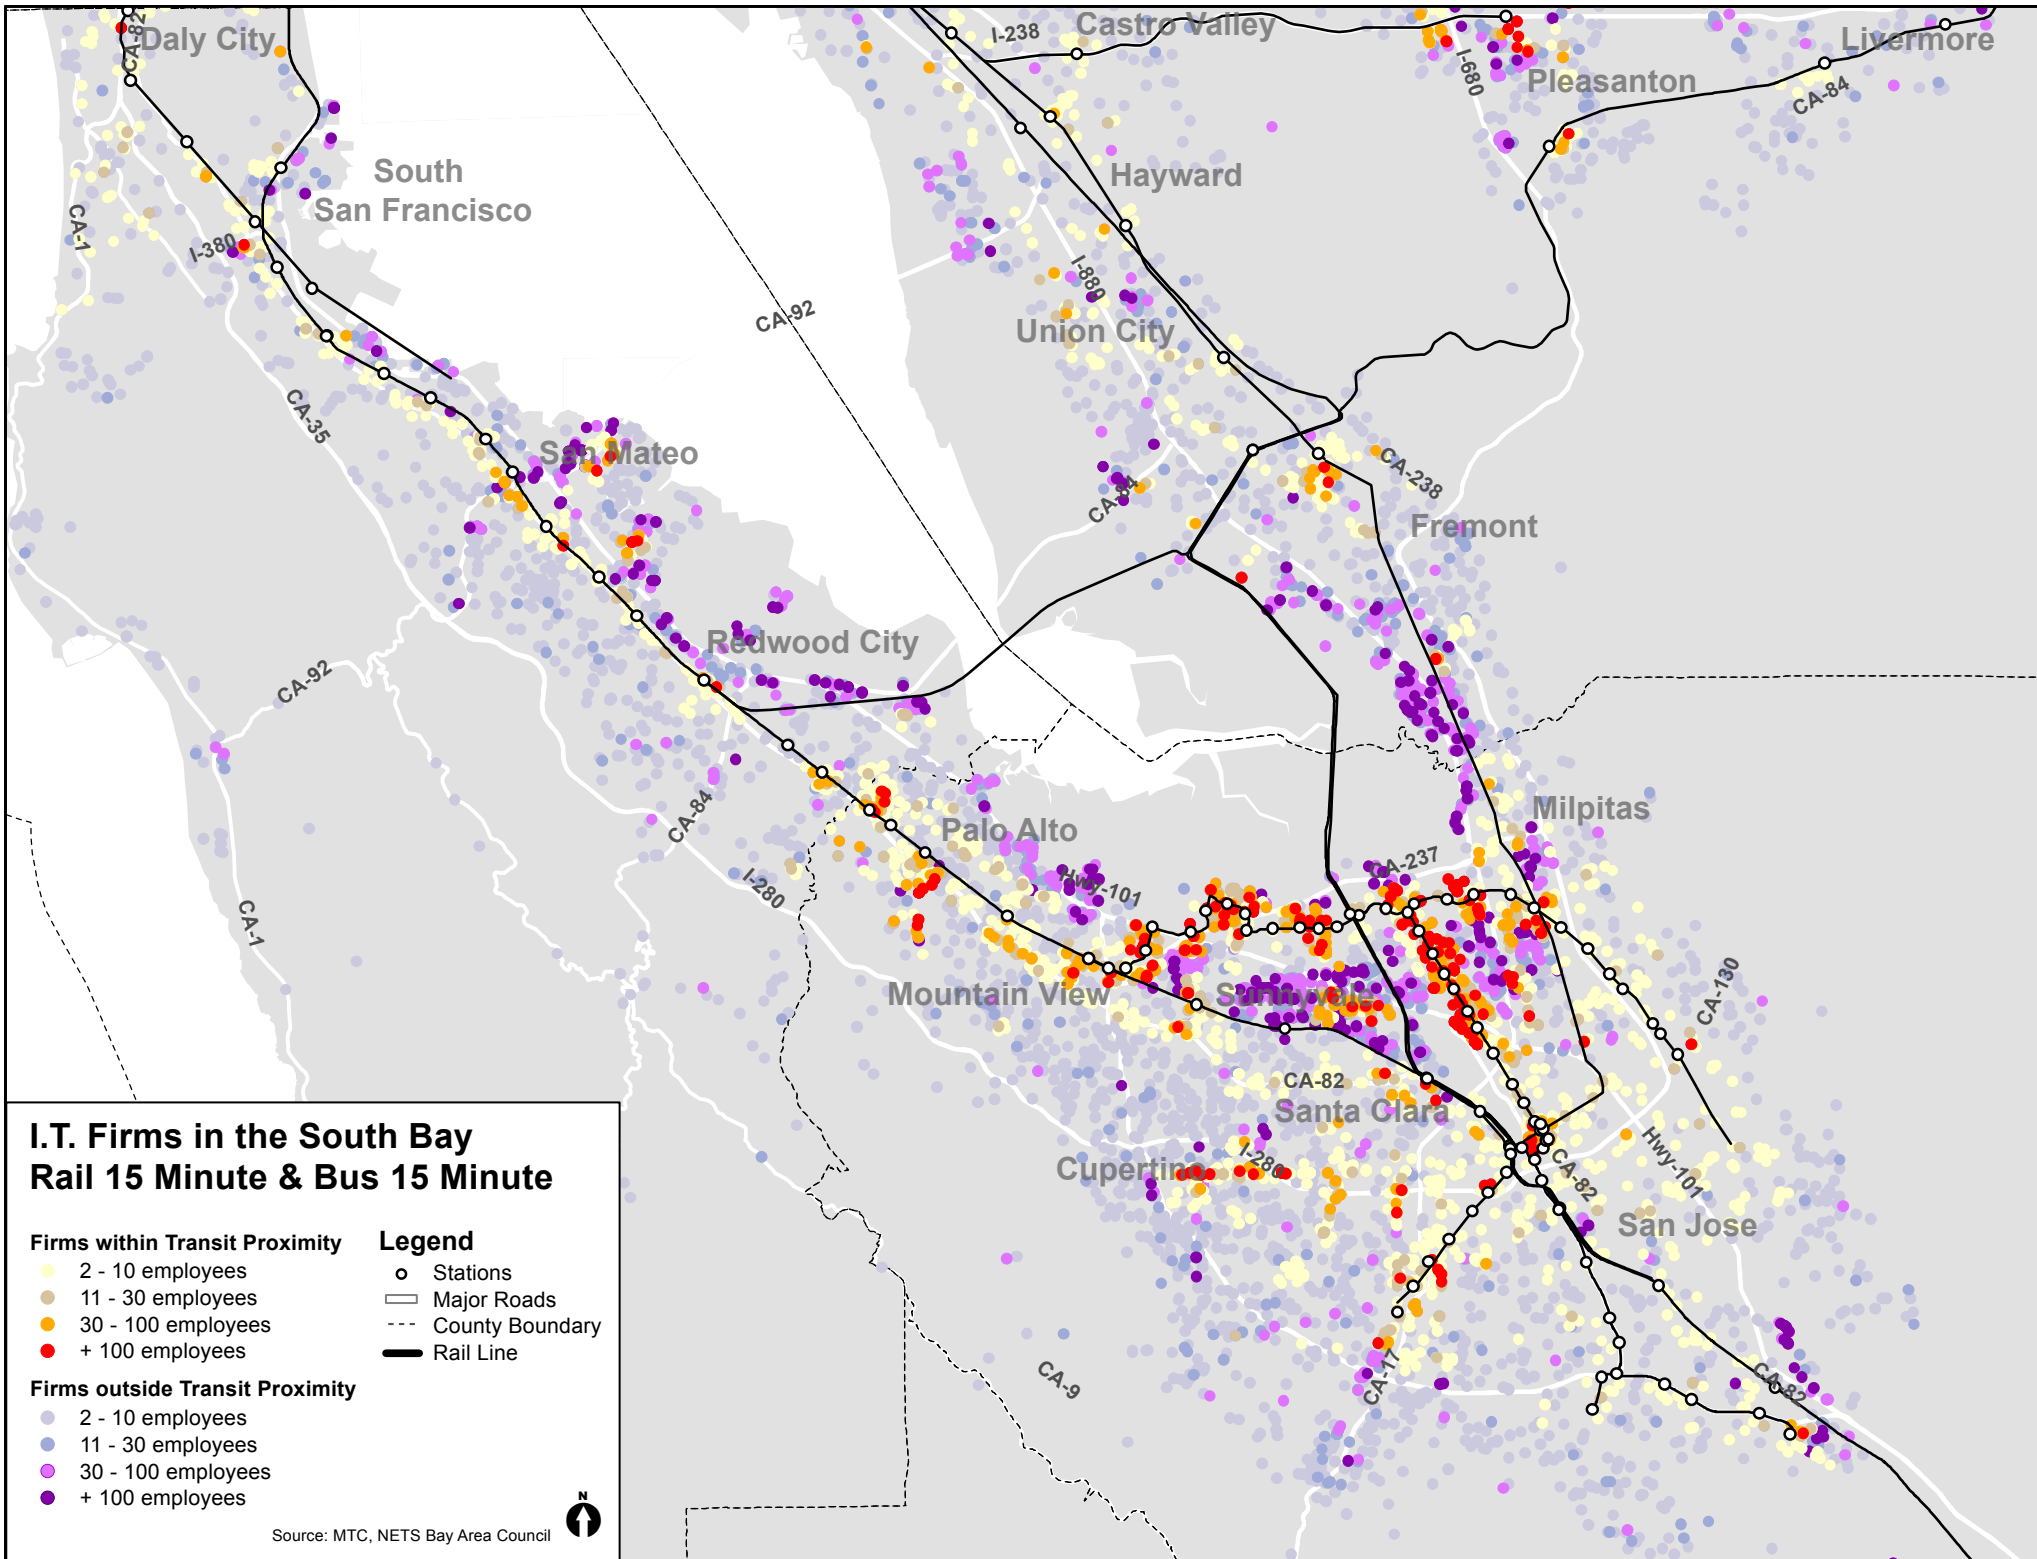 CA-82
Daly City
I-238
Castro Valley
I-680
Livermore
Pleasanton
CA-84
South
San Francisco
CA-1
I-380
Hayward
I-880
CA-92
Union City
CA-35
San Mateo
CA-84
CA-238
Fremont
Redwood City
CA-92
CA-84
Palo Alto
Milpitas
I-280
Hwy-101
CA-237
CA-1
Mountain View
Sunnyvale
CA-130
CA-82
Santa Clara
Cupertino
I-280
CA-82
Hwy-101
San Jose
CA-9
CA-17
CA-82
I.T. Firms in the South Bay
Rail 15 Minute & Bus 15 Minute
Firms within Transit Proximity
2 - 10 employees
11 - 30 employees
30 - 100 employees
+ 100 employees
Legend
Stations
Major Roads
County Boundary
Rail Line
Firms outside Transit Proximity
2 - 10 employees
11 - 30 employees
30 - 100 employees
+ 100 employees
N
Source: MTC, NETS Bay Area Council